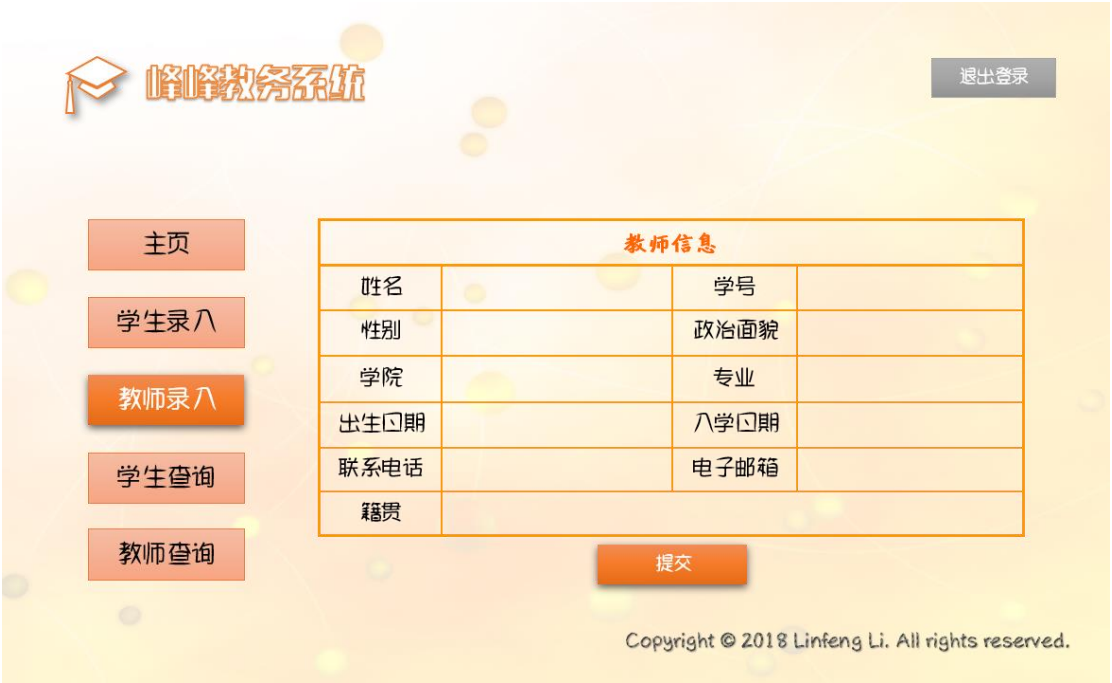 峰峰教务系统
退出登录
主页
学生录入
教师录入
学生查询
教师查询
教师信息
姓名 学号
性别 政治面貌
学院 专业
出生日期 入学日期
联系电话 电子邮箱
籍贯
提交
Copyright © 2018 Linfeng Li. All rights reserved.